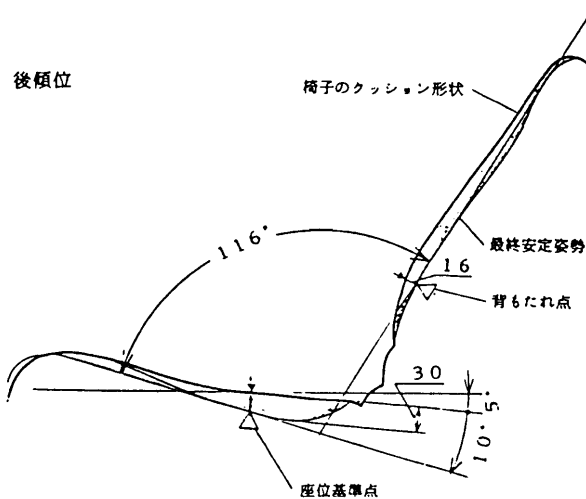 後傾位
椅子のクッション形状
116°
最終安定姿勢
16
背もたれ点
30
5°
10°
座位基準点